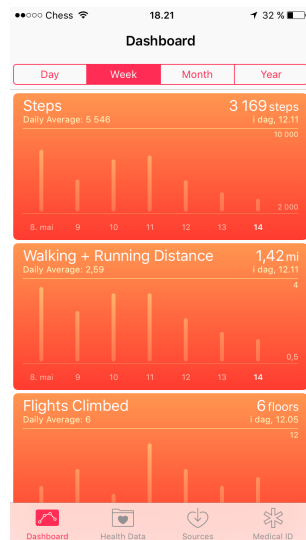 Chess 18.21 32 %
Dashboard
Day Week Month Year
Steps 3 169 steps
Daily Average: 5 546 i dag, 12.11
10 000
2 000
8. mai 9 10 11 12 13 14
Walking + Running Distance 1,42 mi
Daily Average: 2,59 i dag, 12.11
4
0,5
8. mai 9 10 11 12 13 14
Flights Climbed 6 floors
Daily Average: 6 i dag, 12.05
12
Dashboard Health Data Sources Medical ID